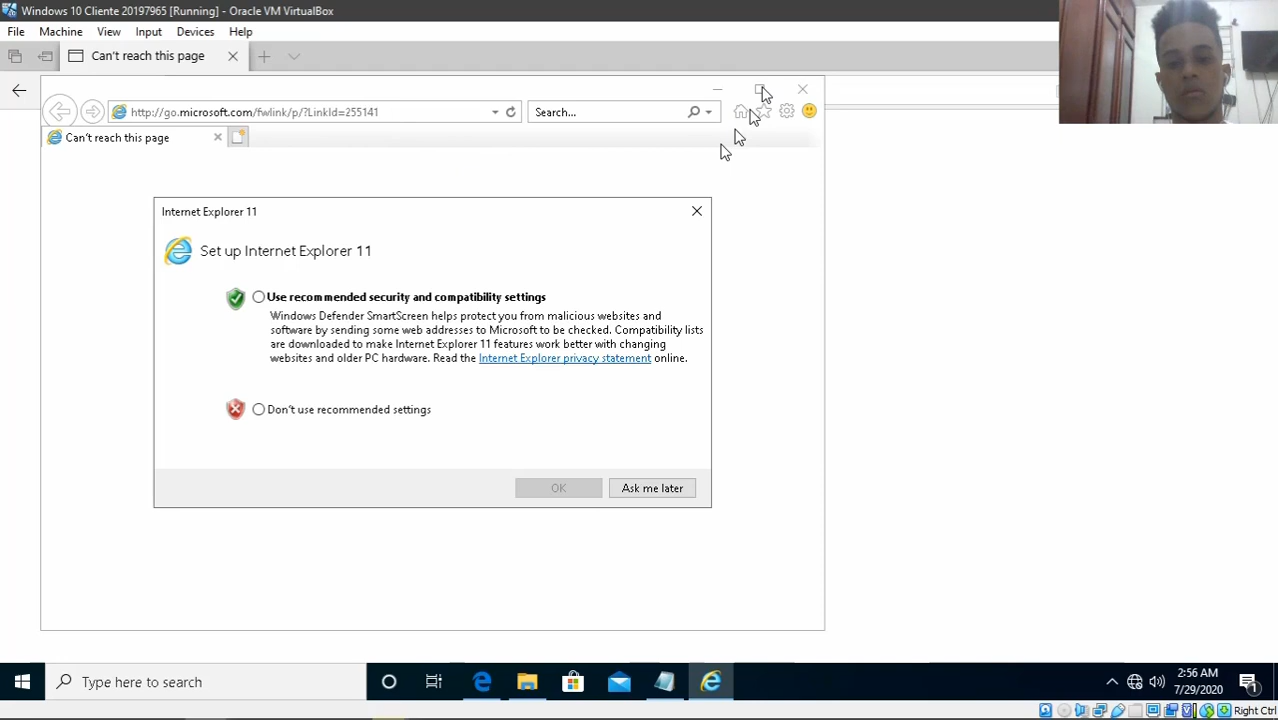 Windows 10 Cliente 20197965 [Running] - Oracle VM VirtualBox
File Machine View Input Devices Help
Can't reach this page
http://go.microsoft.com/fwlink/p/?LinkId=255141
Search...
Can't reach this page
Internet Explorer 11
Set up Internet Explorer 11
Use recommended security and compatibility settings
Windows Defender SmartScreen helps protect you from malicious websites and
software by sending some web addresses to Microsoft to be checked. Compatibility lists
are downloaded to make Internet Explorer 11 features work better with changing
websites and older PC hardware. Read the Internet Explorer privacy statement online.
Don't use recommended settings
OK Ask me later
Type here to search
2:56 AM
7/29/2020
1
Right Ctrl